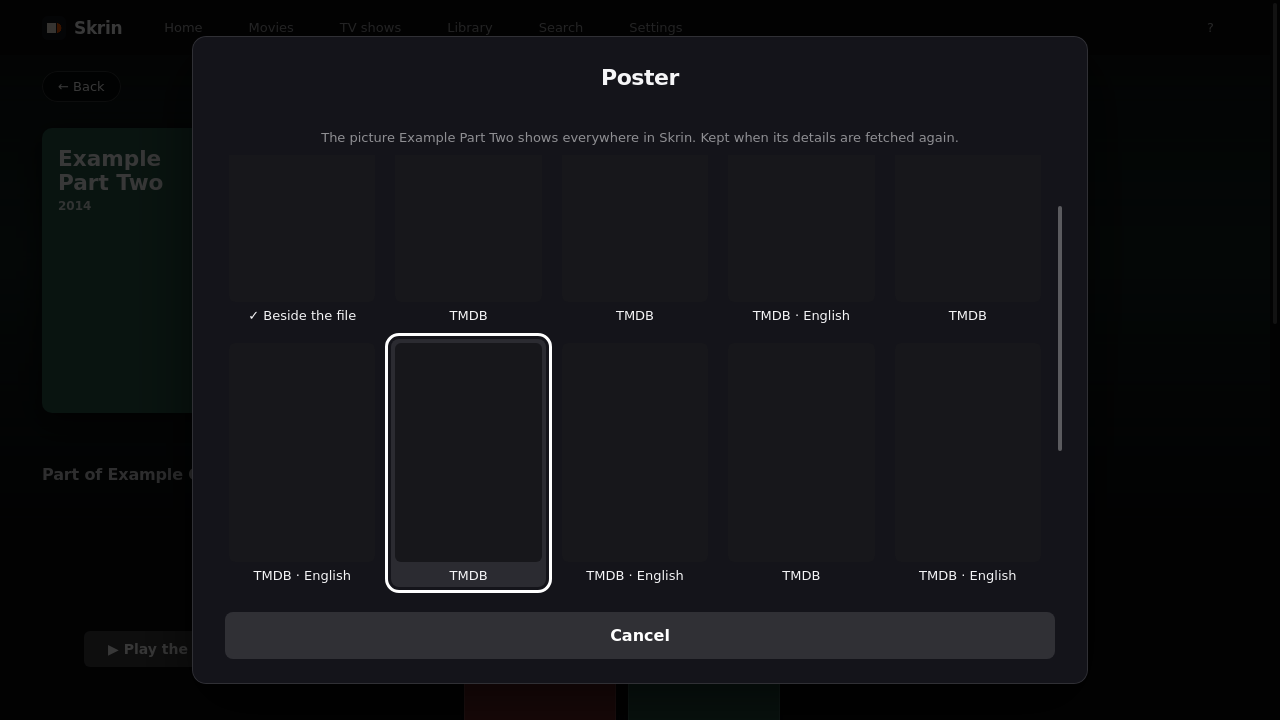 Skrin Home Movies TV shows Library Search Settings ?
← Back
Poster
The picture Example Part Two shows everywhere in Skrin. Kept when its details are fetched again.
Example
Part Two
2014
✓ Beside the file TMDB TMDB TMDB · English TMDB
Part of Example
TMDB · English TMDB TMDB · English TMDB TMDB · English
Cancel
▶ Play the